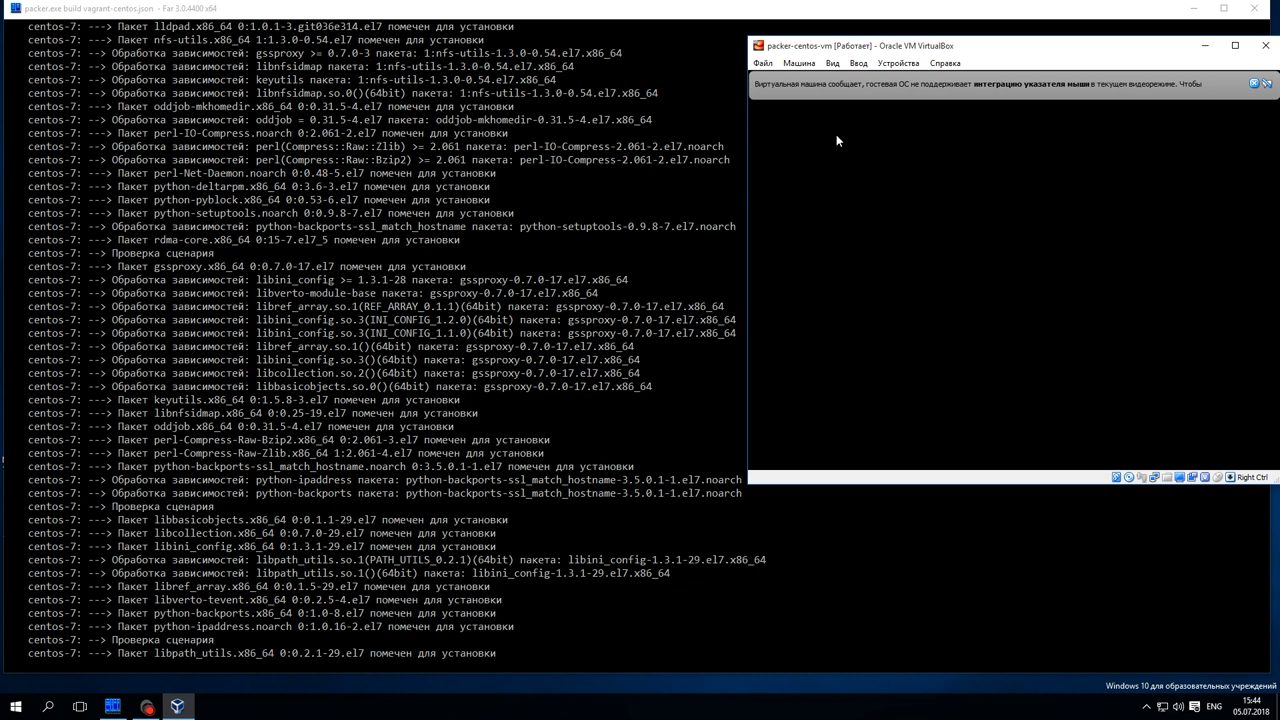 packer.exe build vagrant-centos.json - Far 3.0.4400 x64
centos-7: ---> Пакет lldpad.x86_64 0:1.0.1-3.git036e314.el7 помечен для установки
centos-7: ---> Пакет nfs-utils.x86_64 1:1.3.0-0.54.el7 помечен для установки
centos-7: --> Обработка зависимостей: gssproxy >= 0.7.0-3 пакета: 1:nfs-utils-1.3.0-0.54.el7.x86_64
centos-7: --> Обработка зависимостей: libnfsidmap пакета: 1:nfs-utils-1.3.0-0.54.el7.x86_64
centos-7: --> Обработка зависимостей: keyutils пакета: 1:nfs-utils-1.3.0-0.54.el7.x86_64
centos-7: --> Обработка зависимостей: libnfsidmap.so.0()(64bit) пакета: 1:nfs-utils-1.3.0-0.54.el7.x86_64
centos-7: ---> Пакет oddjob-mkhomedir.x86_64 0:0.31.5-4.el7 помечен для установки
centos-7: --> Обработка зависимостей: oddjob = 0.31.5-4.el7 пакета: oddjob-mkhomedir-0.31.5-4.el7.x86_64
centos-7: ---> Пакет perl-IO-Compress.noarch 0:2.061-2.el7 помечен для установки
centos-7: --> Обработка зависимостей: perl(Compress::Raw::Zlib) >= 2.061 пакета: perl-IO-Compress-2.061-2.el7.noarch
centos-7: --> Обработка зависимостей: perl(Compress::Raw::Bzip2) >= 2.061 пакета: perl-IO-Compress-2.061-2.el7.noarch
centos-7: ---> Пакет perl-Net-Daemon.noarch 0:0.48-5.el7 помечен для установки
centos-7: ---> Пакет python-deltarpm.x86_64 0:3.6-3.el7 помечен для установки
centos-7: ---> Пакет python-pyblock.x86_64 0:0.53-6.el7 помечен для установки
centos-7: ---> Пакет python-setuptools.noarch 0:0.9.8-7.el7 помечен для установки
centos-7: --> Обработка зависимостей: python-backports-ssl_match_hostname пакета: python-setuptools-0.9.8-7.el7.noarch
centos-7: ---> Пакет rdma-core.x86_64 0:15-7.el7_5 помечен для установки
centos-7: --> Проверка сценария
centos-7: ---> Пакет gssproxy.x86_64 0:0.7.0-17.el7 помечен для установки
centos-7: --> Обработка зависимостей: libini_config >= 1.3.1-28 пакета: gssproxy-0.7.0-17.el7.x86_64
centos-7: --> Обработка зависимостей: libverto-module-base пакета: gssproxy-0.7.0-17.el7.x86_64
centos-7: --> Обработка зависимостей: libref_array.so.1(REF_ARRAY_0.1.1)(64bit) пакета: gssproxy-0.7.0-17.el7.x86_64
centos-7: --> Обработка зависимостей: libini_config.so.3(INI_CONFIG_1.2.0)(64bit) пакета: gssproxy-0.7.0-17.el7.x86_64
centos-7: --> Обработка зависимостей: libini_config.so.3(INI_CONFIG_1.1.0)(64bit) пакета: gssproxy-0.7.0-17.el7.x86_64
centos-7: --> Обработка зависимостей: libref_array.so.1()(64bit) пакета: gssproxy-0.7.0-17.el7.x86_64
centos-7: --> Обработка зависимостей: libini_config.so.3()(64bit) пакета: gssproxy-0.7.0-17.el7.x86_64
centos-7: --> Обработка зависимостей: libcollection.so.2()(64bit) пакета: gssproxy-0.7.0-17.el7.x86_64
centos-7: --> Обработка зависимостей: libbasicobjects.so.0()(64bit) пакета: gssproxy-0.7.0-17.el7.x86_64
centos-7: ---> Пакет keyutils.x86_64 0:1.5.8-3.el7 помечен для установки
centos-7: ---> Пакет libnfsidmap.x86_64 0:0.25-19.el7 помечен для установки
centos-7: ---> Пакет oddjob.x86_64 0:0.31.5-4.el7 помечен для установки
centos-7: ---> Пакет perl-Compress-Raw-Bzip2.x86_64 0:2.061-3.el7 помечен для установки
centos-7: ---> Пакет perl-Compress-Raw-Zlib.x86_64 1:2.061-4.el7 помечен для установки
centos-7: ---> Пакет python-backports-ssl_match_hostname.noarch 0:3.5.0.1-1.el7 помечен для установки
centos-7: --> Обработка зависимостей: python-ipaddress пакета: python-backports-ssl_match_hostname-3.5.0.1-1.el7.noarch
centos-7: --> Обработка зависимостей: python-backports пакета: python-backports-ssl_match_hostname-3.5.0.1-1.el7.noarch
centos-7: --> Проверка сценария
centos-7: ---> Пакет libbasicobjects.x86_64 0:0.1.1-29.el7 помечен для установки
centos-7: ---> Пакет libcollection.x86_64 0:0.7.0-29.el7 помечен для установки
centos-7: ---> Пакет libini_config.x86_64 0:1.3.1-29.el7 помечен для установки
centos-7: --> Обработка зависимостей: libpath_utils.so.1(PATH_UTILS_0.2.1)(64bit) пакета: libini_config-1.3.1-29.el7.x86_64
centos-7: --> Обработка зависимостей: libpath_utils.so.1()(64bit) пакета: libini_config-1.3.1-29.el7.x86_64
centos-7: ---> Пакет libref_array.x86_64 0:0.1.5-29.el7 помечен для установки
centos-7: ---> Пакет libverto-tevent.x86_64 0:0.2.5-4.el7 помечен для установки
centos-7: ---> Пакет python-backports.x86_64 0:1.0-8.el7 помечен для установки
centos-7: ---> Пакет python-ipaddress.noarch 0:1.0.16-2.el7 помечен для установки
centos-7: --> Проверка сценария
centos-7: ---> Пакет libpath_utils.x86_64 0:0.2.1-29.el7 помечен для установки
packer-centos-vm [Работает] - Oracle VM VirtualBox
Файл Машина Вид Ввод Устройства Справка
Виртуальная машина сообщает, гостевая ОС не поддерживает интеграцию указателя мыши в текущем видеорежиме. Чтобы
Right Ctrl
Windows 10 для образовательных учреждений
ENG
15:44
05.07.2018